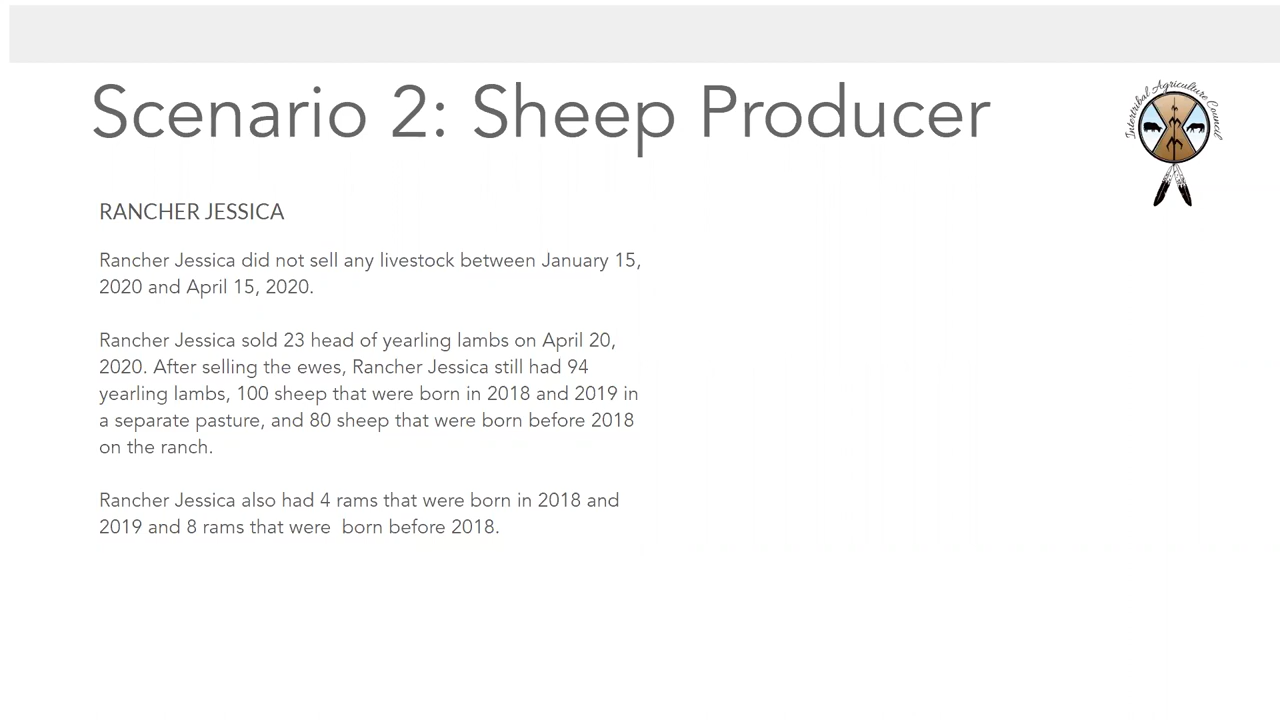 Scenario 2: Sheep Producer
Intertribal Agriculture Council
RANCHER JESSICA
Rancher Jessica did not sell any livestock between January 15,
2020 and April 15, 2020.
Rancher Jessica sold 23 head of yearling lambs on April 20,
2020. After selling the ewes, Rancher Jessica still had 94
yearling lambs, 100 sheep that were born in 2018 and 2019 in
a separate pasture, and 80 sheep that were born before 2018
on the ranch.
Rancher Jessica also had 4 rams that were born in 2018 and
2019 and 8 rams that were  born before 2018.